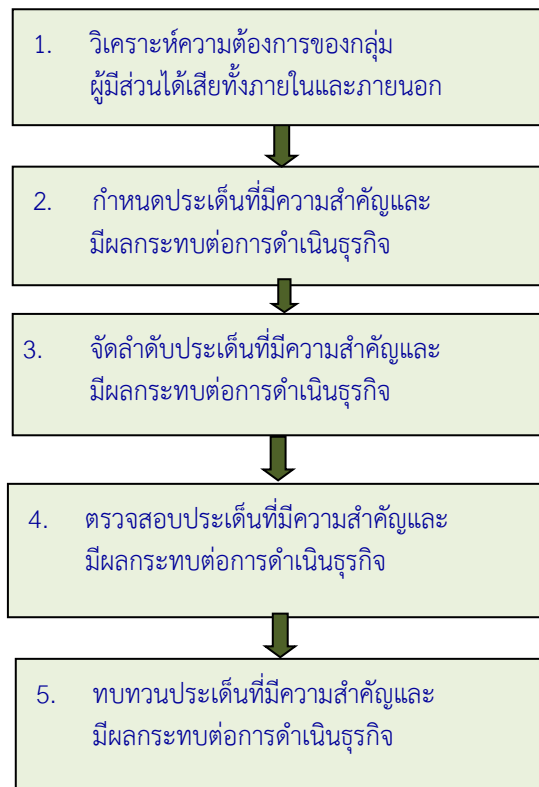 1. วิเคราะห์ความต้องการของกลุ่ม
ผู้มีส่วนได้เสียทั้งภายในและภายนอก
2. กำหนดประเด็นที่มีความสำคัญและ
มีผลกระทบต่อการดำเนินธุรกิจ
3. จัดลำดับประเด็นที่มีความสำคัญและ
มีผลกระทบต่อการดำเนินธุรกิจ
4. ตรวจสอบประเด็นที่มีความสำคัญและ
มีผลกระทบต่อการดำเนินธุรกิจ
5. ทบทวนประเด็นที่มีความสำคัญและ
มีผลกระทบต่อการดำเนินธุรกิจ